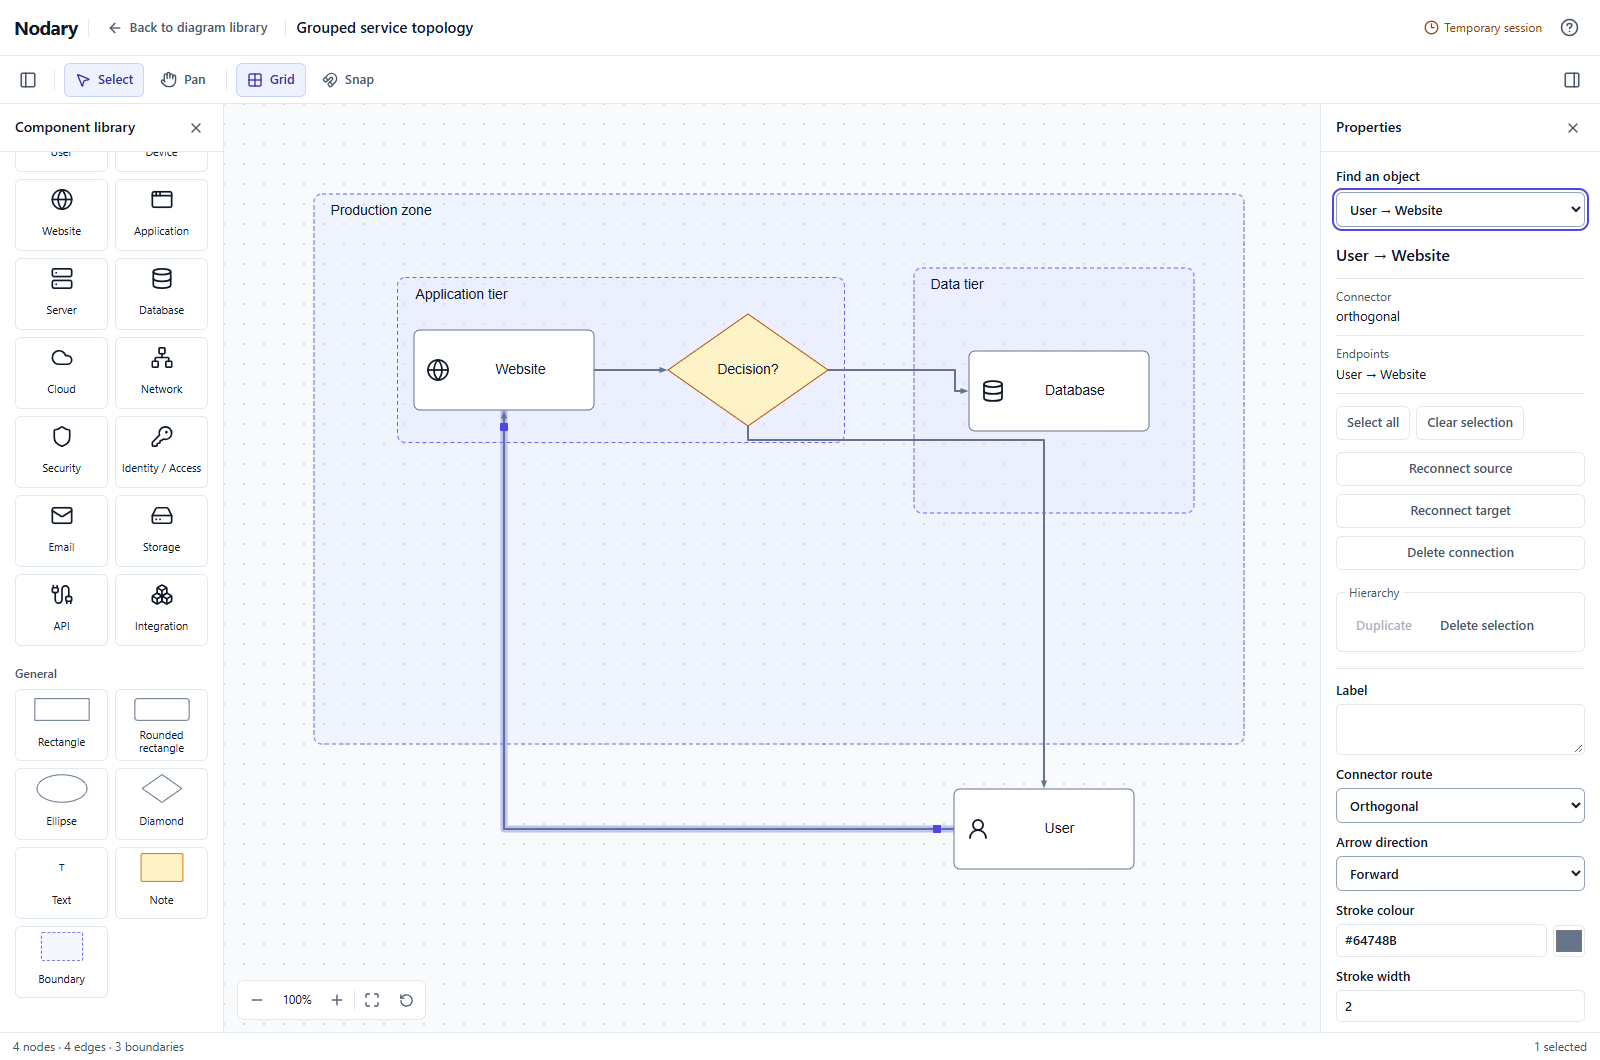 Nodary
Back to diagram library
Grouped service topology
Temporary session
Select
Pan
Grid
Snap
Component library
User
Device
Website
Application
Server
Database
Cloud
Network
Security
Identity / Access
Email
Storage
API
Integration
General
Rectangle
Rounded
rectangle
Ellipse
Diamond
T
Text
Note
Boundary
Production zone
Application tier
Data tier
Website
Decision?
Database
User
100%
Properties
Find an object
User → Website
User → Website
Connector
orthogonal
Endpoints
User → Website
Select all
Clear selection
Reconnect source
Reconnect target
Delete connection
Hierarchy
Duplicate
Delete selection
Label
Connector route
Orthogonal
Arrow direction
Forward
Stroke colour
#64748B
Stroke width
2
4 nodes · 4 edges · 3 boundaries
1 selected